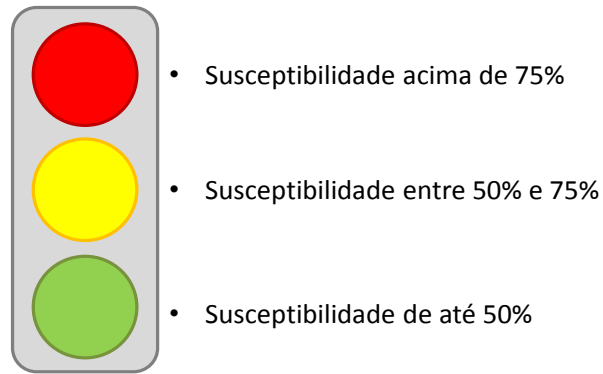 • Susceptibilidade acima de 75%
• Susceptibilidade entre 50% e 75%
• Susceptibilidade de até 50%